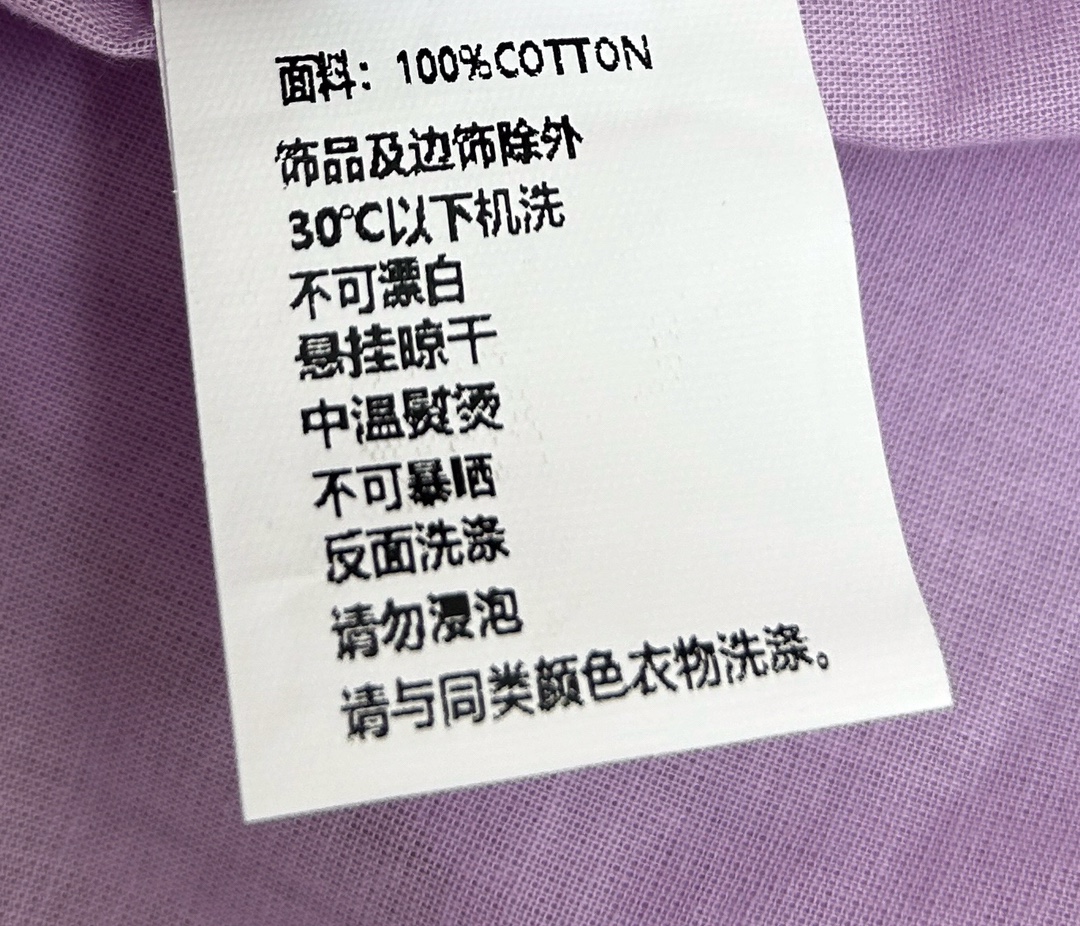 面料：100%COTTON
饰品及边饰除外
30℃以下机洗
不可漂白
悬挂晾干
中温熨烫
不可暴晒
反面洗涤
请勿浸泡
请与同类颜色衣物洗涤。